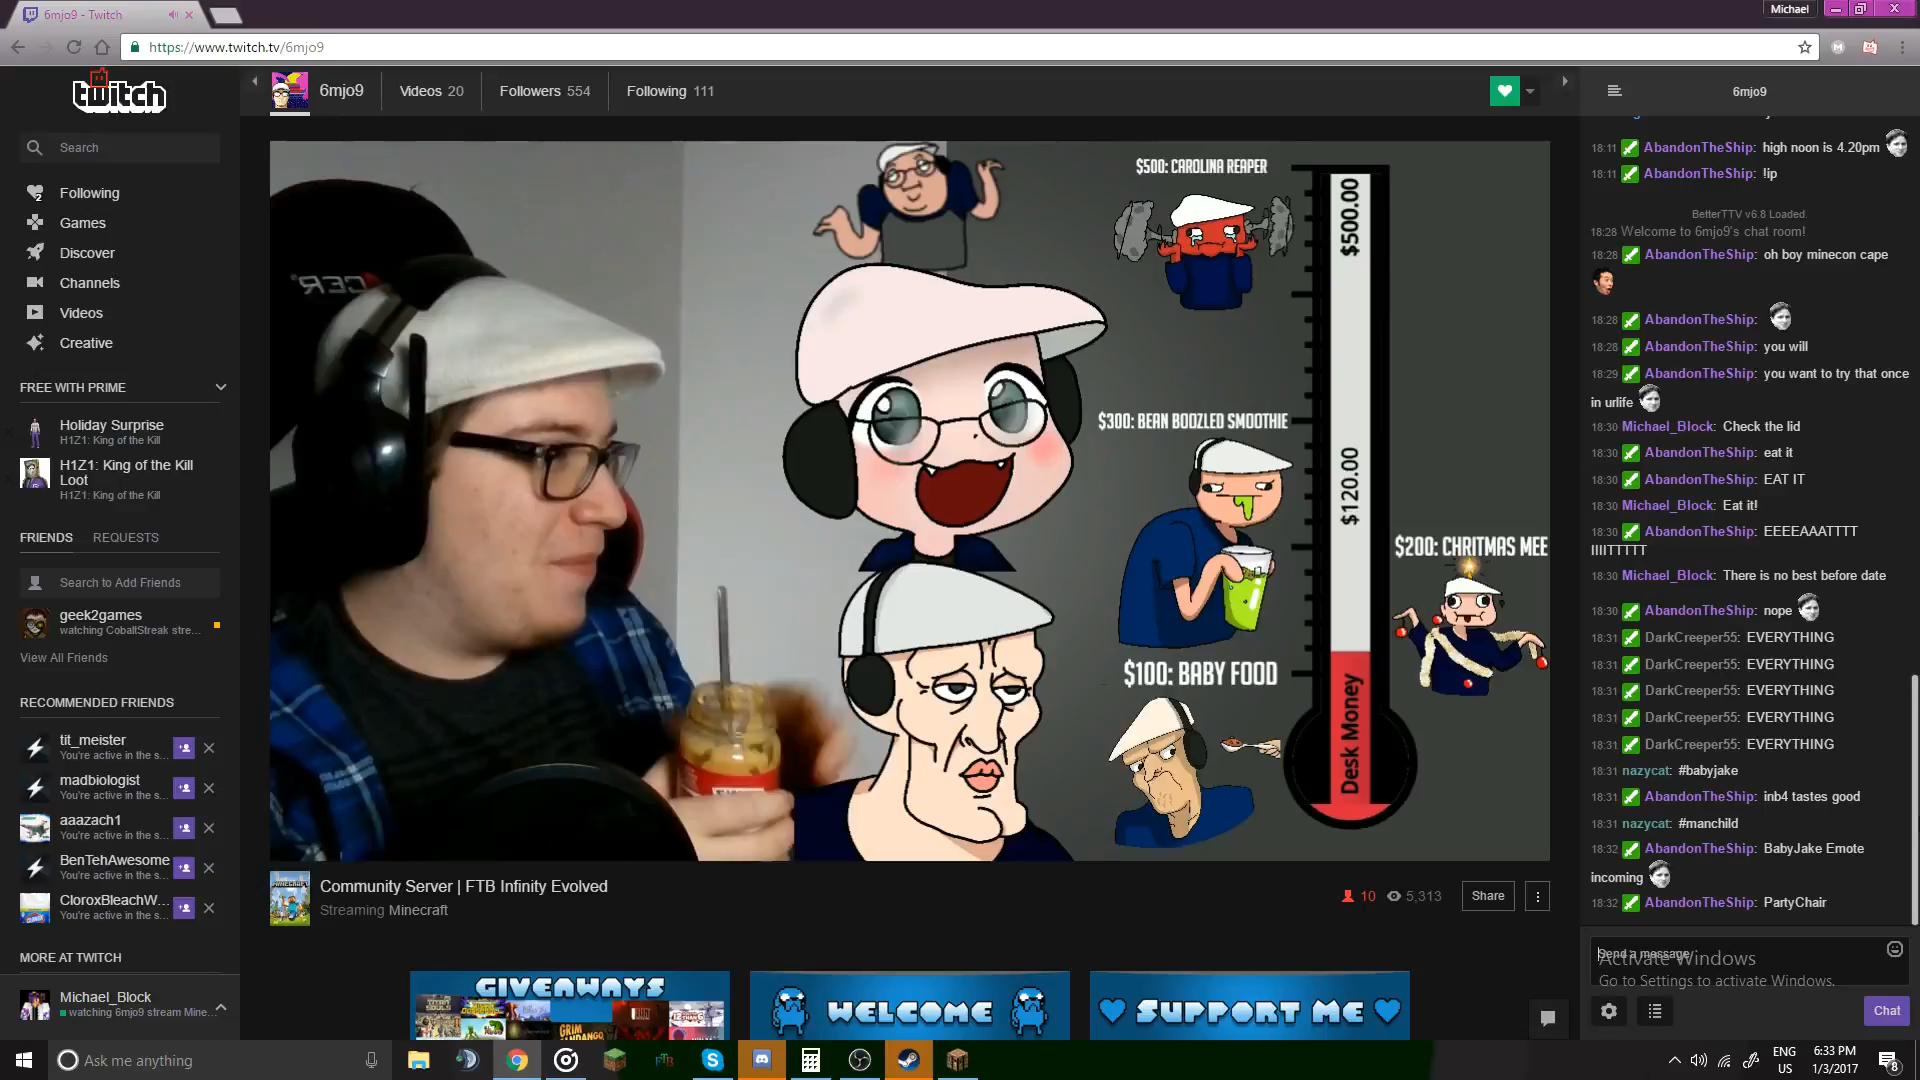 6mjo9 - Twitch
Michael
https://www.twitch.tv/6mjo9
twitch
Search
Following
2
Games
Discover
Channels
Videos
Creative
FREE WITH PRIME
Holiday Surprise
H1Z1: King of the Kill
H1Z1: King of the Kill
Loot
H1Z1: King of the Kill
FRIENDS REQUESTS
Search to Add Friends
geek2games
watching CobaltStreak stre...
View All Friends
RECOMMENDED FRIENDS
tit_meister
You're active in the s...
madbiologist
You're active in the s...
aaazach1
You're active in the s...
BenTehAwesome
You're active in the s...
CloroxBleachW...
You're active in the s...
MORE AT TWITCH
Michael_Block
watching 6mjo9 stream Mine...
6mjo9 Videos 20 Followers 554 Following 111
$500: CAROLINA REAPER
$500.00
$300: BEAN BOOZLED SMOOTHIE
$120.00
$200: CHRITMAS MEE
$100: BABY FOOD
Desk Money
Community Server | FTB Infinity Evolved
Streaming Minecraft
10 5,313 Share
GIVEAWAYS
GRIM
FANDANGO
WELCOME
SUPPORT ME
6mjo9
18:11 AbandonTheShip: high noon is 4.20pm
18:11 AbandonTheShip: !ip
BetterTTV v6.8 Loaded.
18:28 Welcome to 6mjo9's chat room!
18:28 AbandonTheShip: oh boy minecon cape
18:28 AbandonTheShip:
18:28 AbandonTheShip: you will
18:29 AbandonTheShip: you want to try that once
in urlife
18:30 Michael_Block: Check the lid
18:30 AbandonTheShip: eat it
18:30 AbandonTheShip: EAT IT
18:30 Michael_Block: Eat it!
18:30 AbandonTheShip: EEEEAAATTTT
IIIITTTTT
18:30 Michael_Block: There is no best before date
18:30 AbandonTheShip: nope
18:31 DarkCreeper55: EVERYTHING
18:31 DarkCreeper55: EVERYTHING
18:31 DarkCreeper55: EVERYTHING
18:31 DarkCreeper55: EVERYTHING
18:31 DarkCreeper55: EVERYTHING
18:31 nazycat: #babyjake
18:31 AbandonTheShip: inb4 tastes good
18:31 nazycat: #manchild
18:32 AbandonTheShip: BabyJake Emote
incoming
18:32 AbandonTheShip: PartyChair
Send a message
Activate Windows
Go to Settings to activate Windows.
Chat
Ask me anything
FTB
ENG
US
6:33 PM
1/3/2017
8